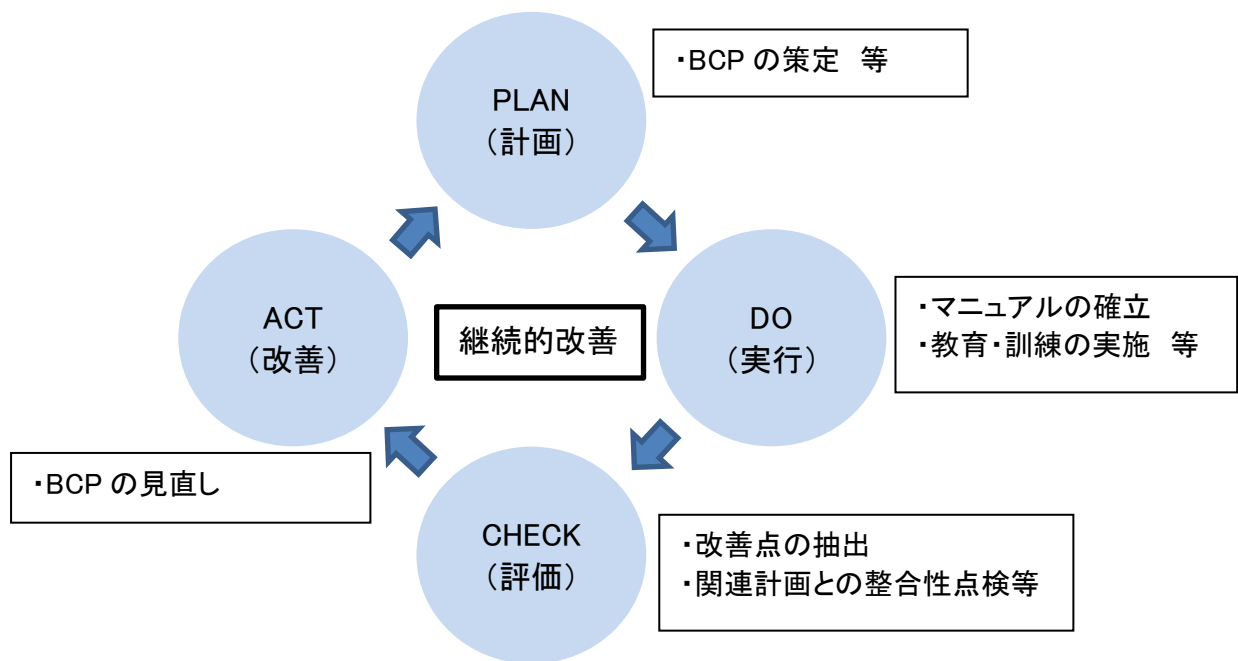 PLAN
（計画）
・BCP の策定　等
DO
（実行）
・マニュアルの確立
・教育・訓練の実施　等
CHECK
（評価）
・改善点の抽出
・関連計画との整合性点検等
ACT
（改善）
・BCP の見直し
継続的改善